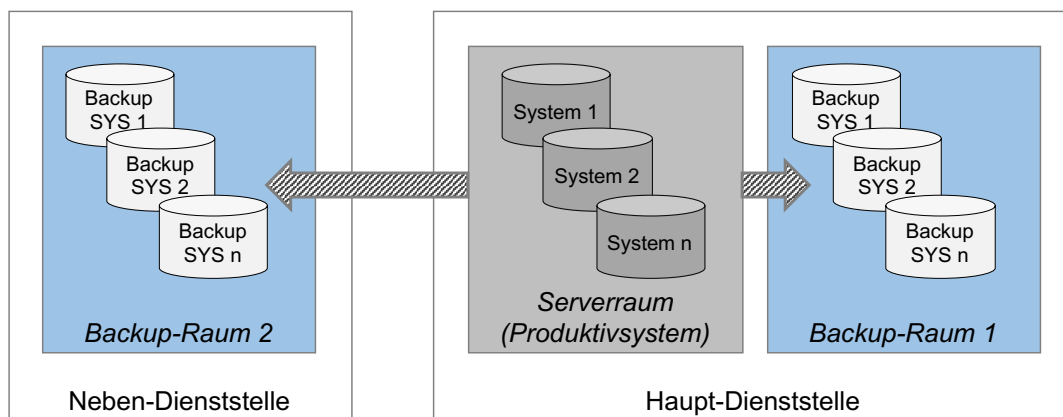 Backup
SYS 1
Backup
SYS 2
Backup
SYS n
Backup-Raum 2
Neben-Dienststelle
System 1
System 2
System n
Serverraum
(Produktivsystem)
Backup
SYS 1
Backup
SYS 2
Backup
SYS n
Backup-Raum 1
Haupt-Dienststelle